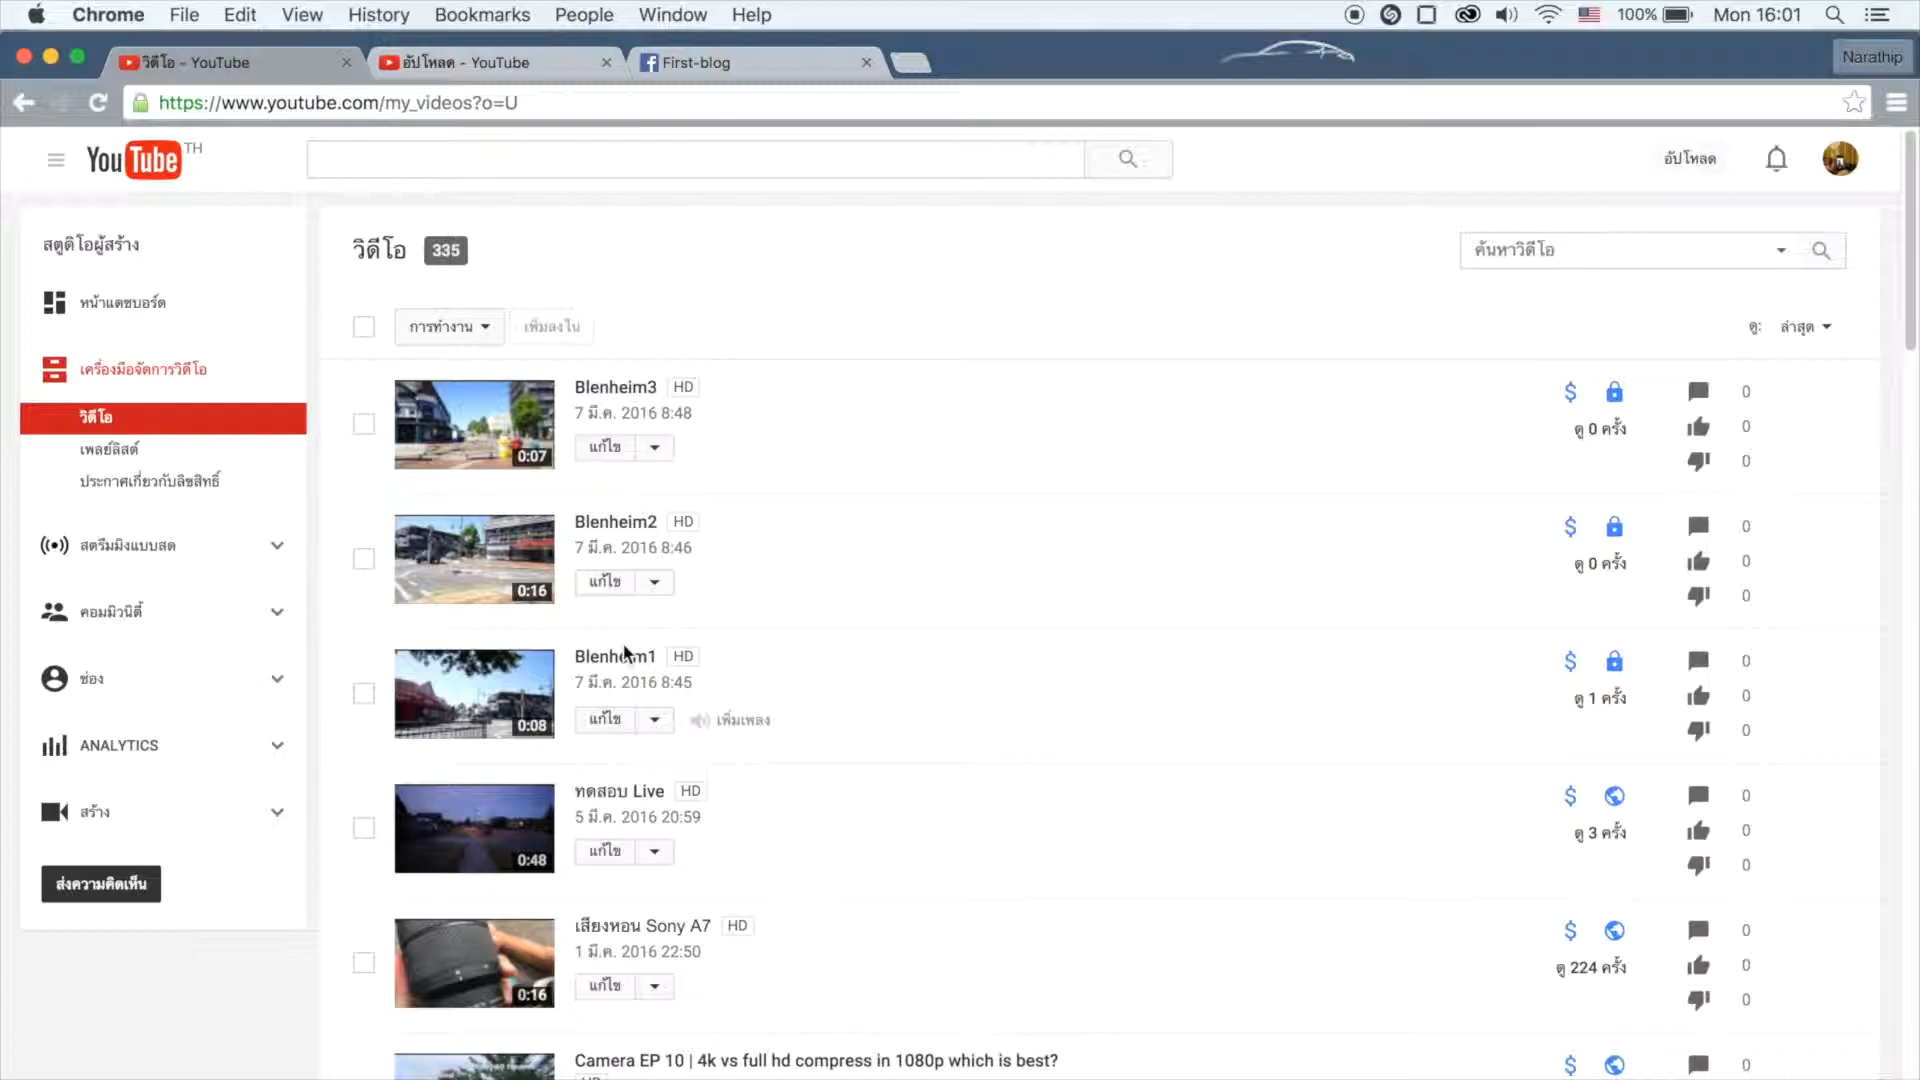 Chrome File Edit View History Bookmarks People Window Help 100% Mon 16:01
วิดีโอ - YouTube อัปโหลด - YouTube First-blog Narathip
https://www.youtube.com/my_videos?o=U
YouTube TH อัปโหลด
สตูดิโอผู้สร้าง
หน้าแดชบอร์ด
เครื่องมือจัดการวิดีโอ
วิดีโอ
เพลย์ลิสต์
ประกาศเกี่ยวกับลิขสิทธิ์
สตรีมมิงแบบสด
คอมมิวนิตี้
ช่อง
ANALYTICS
สร้าง
ส่งความคิดเห็น
วิดีโอ 335 ค้นหาวิดีโอ
การทำงาน เพิ่มลงใน ดู: ล่าสุด
Blenheim3 HD 0
7 มี.ค. 2016 8:48 ดู 0 ครั้ง 0
0:07 แก้ไข 0
Blenheim2 HD 0
7 มี.ค. 2016 8:46 ดู 0 ครั้ง 0
0:16 แก้ไข 0
Blenheim1 HD 0
7 มี.ค. 2016 8:45 ดู 1 ครั้ง 0
0:08 แก้ไข เพิ่มเพลง 0
ทดสอบ Live HD 0
5 มี.ค. 2016 20:59 ดู 3 ครั้ง 0
0:48 แก้ไข 0
เสียงหอน Sony A7 HD 0
1 มี.ค. 2016 22:50 ดู 224 ครั้ง 0
0:16 แก้ไข 0
Camera EP 10 | 4k vs full hd compress in 1080p which is best? 0
HD